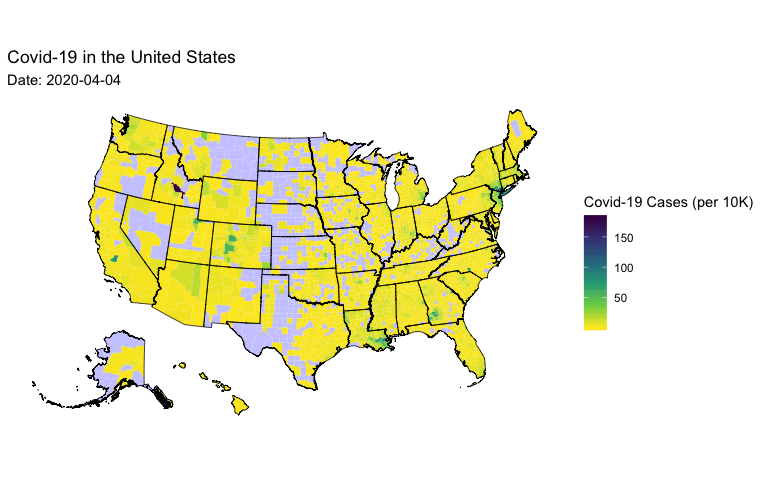 Covid-19 in the United States
Date: 2020-04-04
Covid-19 Cases (per 10K)
150
100
50